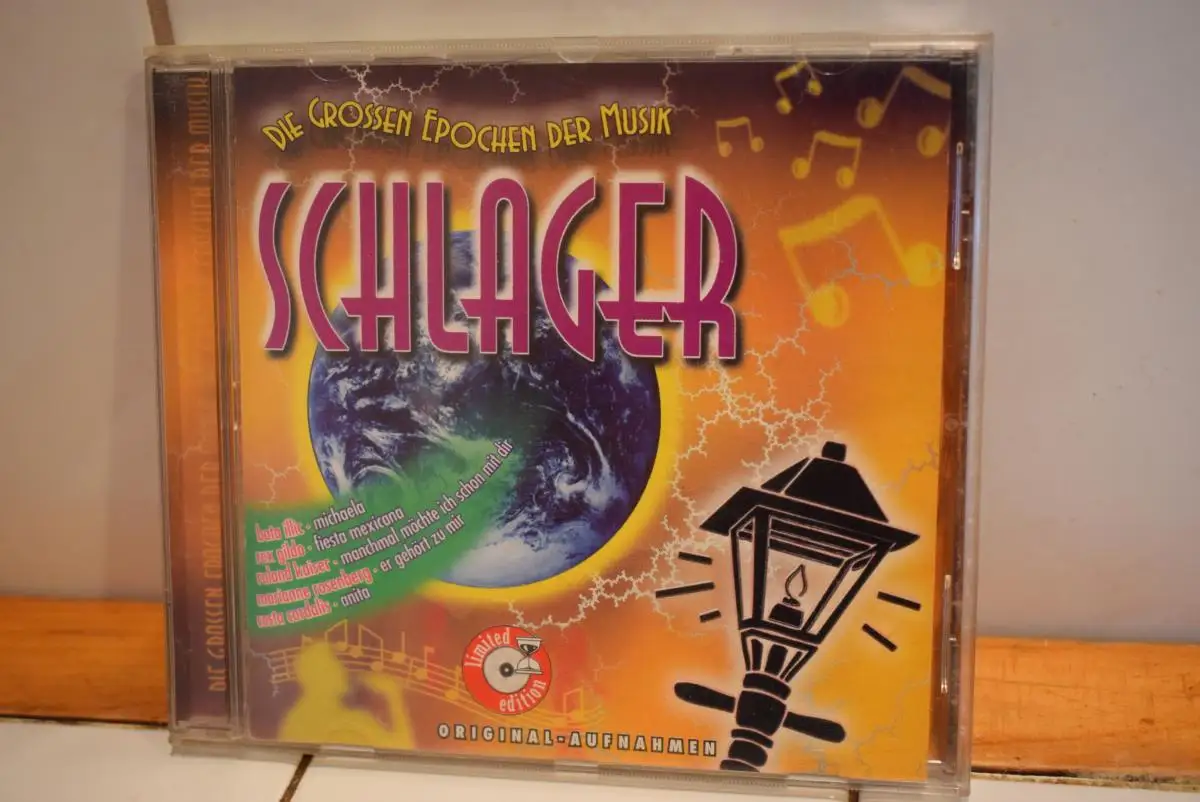 DIE GROSSEN EPOCHEN DER MUSIK
DIE GROSSEN EPOCHEN DER MUSIK
SCHLAGER
bata illic - michaela
rex gildo - fiesta mexicana
roland kaiser - manchmal möchte ich schon mit dir
marianne rosenberg - er gehört zu mir
costa cordalis - anita
limited
edition
ORIGINAL-AUFNAHMEN